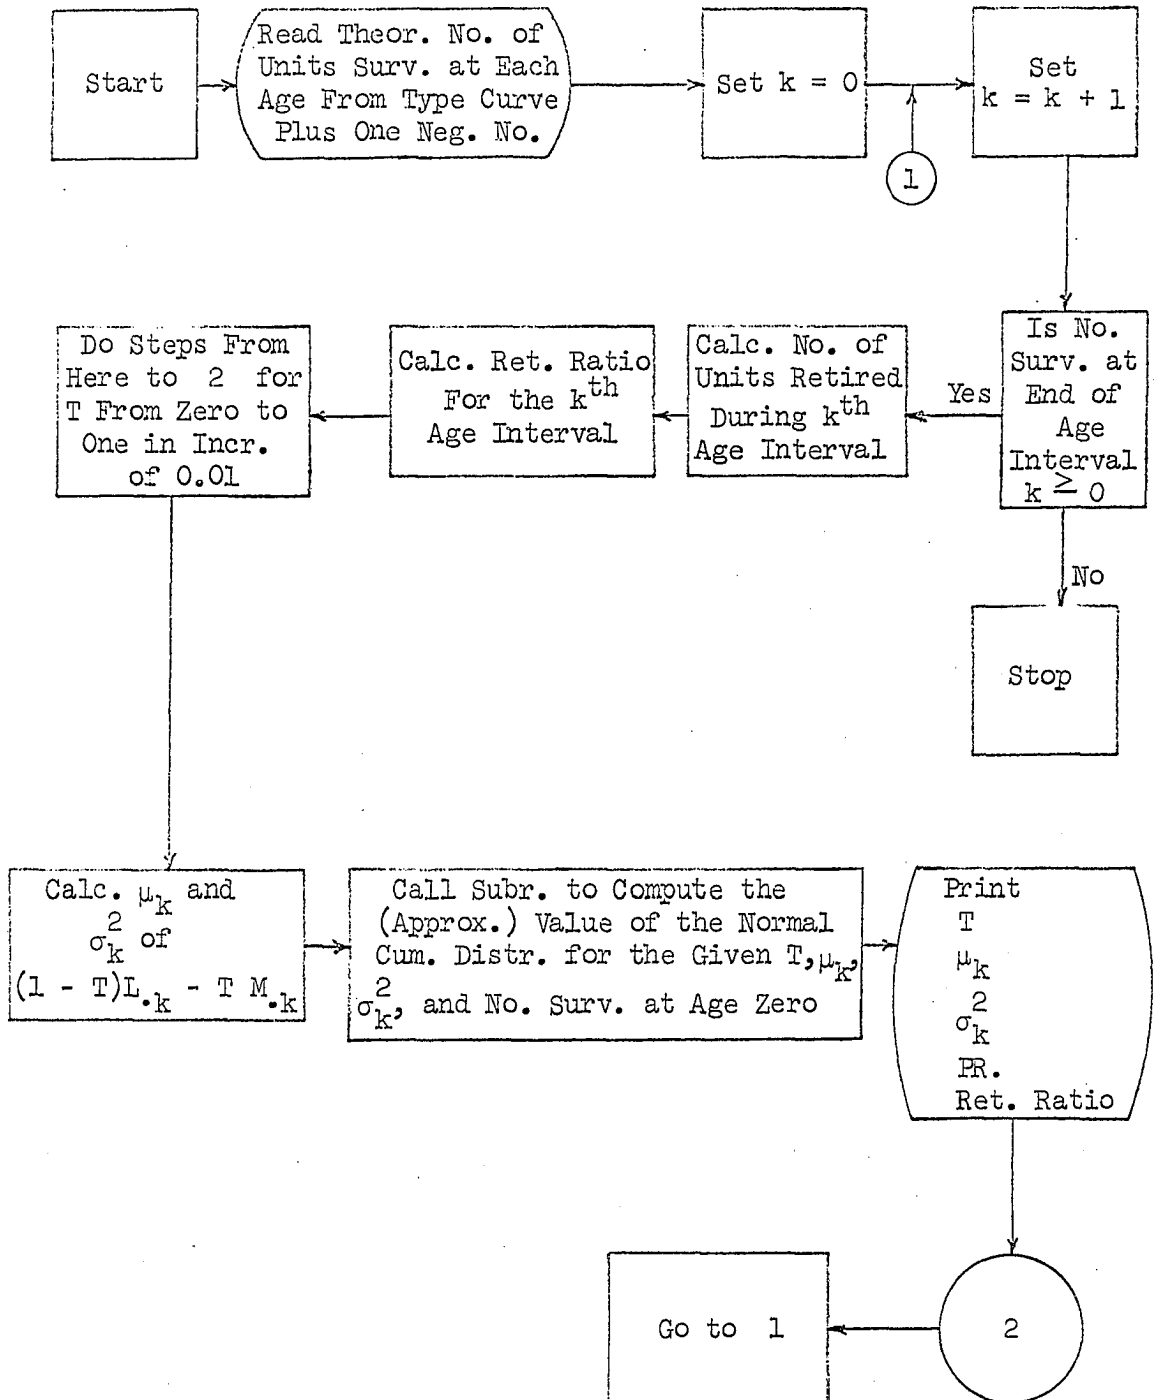 Start
Read Theor. No. of
Units Surv. at Each
Age From Type Curve
Plus One Neg. No.
Set k = 0
1
Set
k = k + 1
Is No.
Surv. at
End of
Age
Interval
k ≥ 0
Yes
No
Stop
Calc. No. of
Units Retired
During kth
Age Interval
Calc. Ret. Ratio
For the kth
Age Interval
Do Steps From
Here to 2 for
T From Zero to
One in Incr.
of 0.01
Calc. μk and
σk² of
(1 - T)L.k - T M.k
Call Subr. to Compute the
(Approx.) Value of the Normal
Cum. Distr. for the Given T, μk,
σk², and No. Surv. at Age Zero
Print
T
μk
σk²
PR.
Ret. Ratio
2
Go to 1